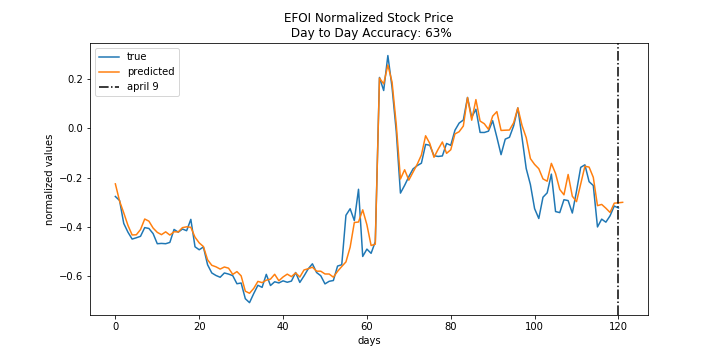 EFOI Normalized Stock Price
Day to Day Accuracy: 63%
true
predicted
april 9
normalized values
0.2
0.0
−0.2
−0.4
−0.6
0
20
40
60
80
100
120
days